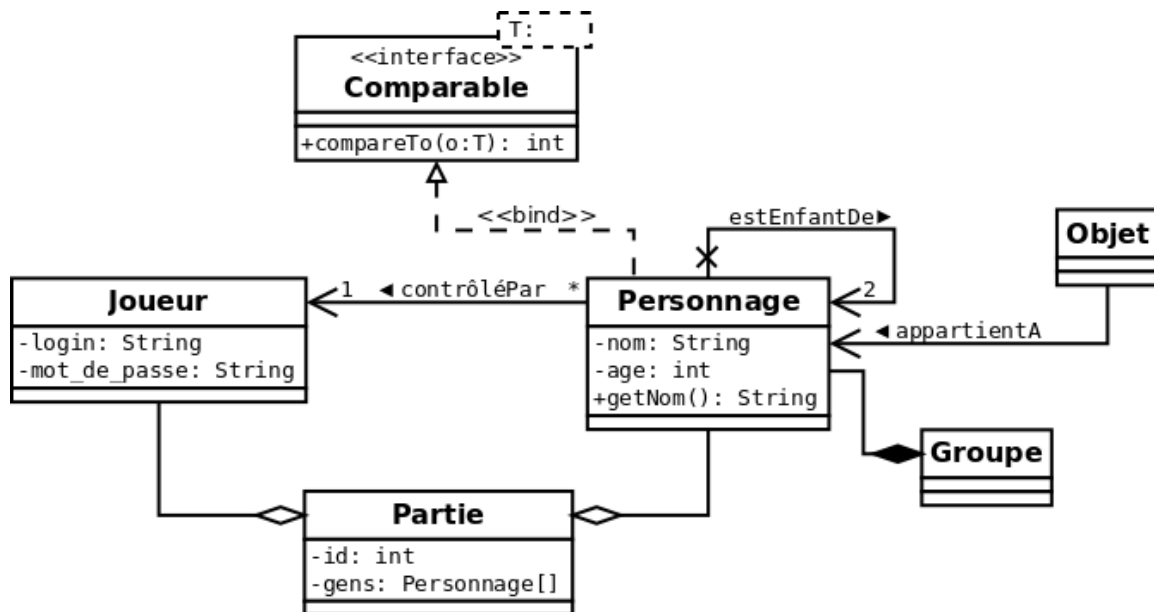 T:
<<interface>>
Comparable
+compareTo(o:T): int
<<bind>>
estEnfantDe►
Objet
Joueur
-login: String
-mot_de_passe: String
1 ◄contrôléPar *
Personnage
-nom: String
-age: int
+getNom(): String
2
◄appartientA
Groupe
Partie
-id: int
-gens: Personnage[]